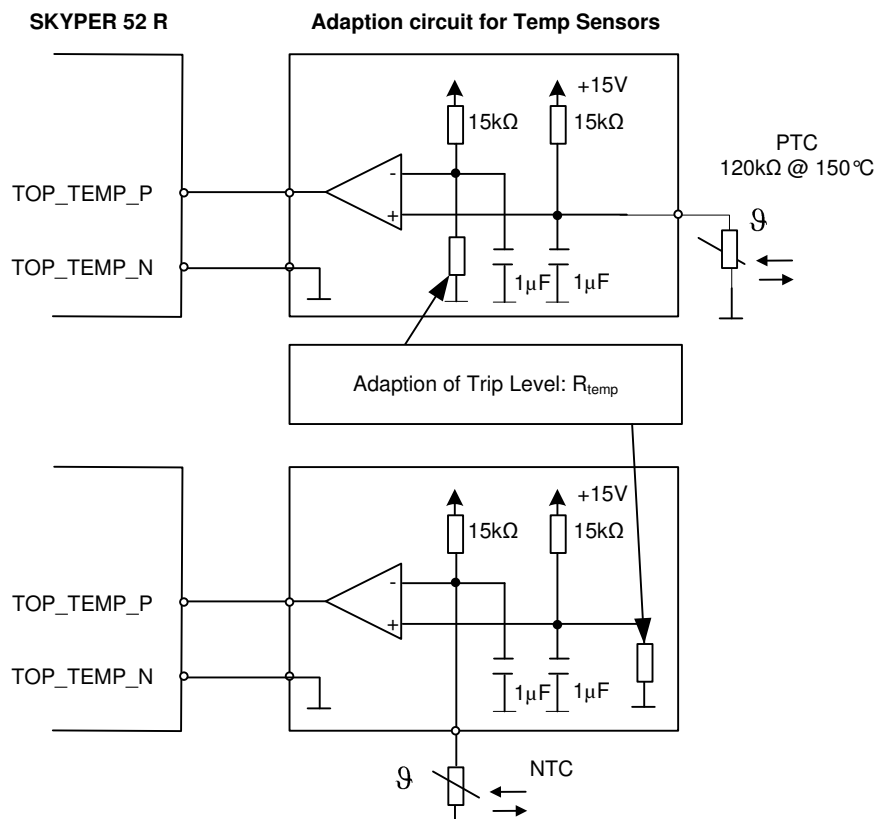 SKYPER 52 R
Adaption circuit for Temp Sensors
+15V
15kΩ
15kΩ
PTC
120kΩ @ 150°C
TOP_TEMP_P
-
+
ϑ
TOP_TEMP_N
1µF
1µF
Adaption of Trip Level: Rtemp
+15V
15kΩ
15kΩ
TOP_TEMP_P
-
+
TOP_TEMP_N
1µF
1µF
ϑ
NTC